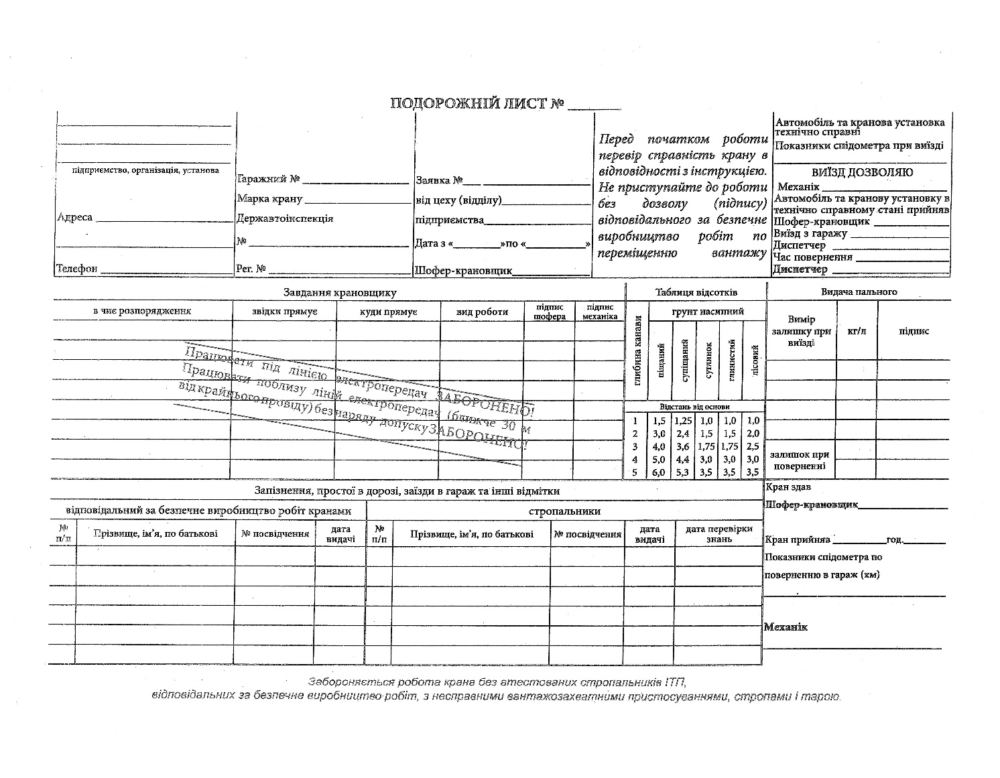 ПОДОРОЖНІЙ ЛИСТ № ______
підприємство, організація, установа
Адреса
Телефон
Гаражний №
Марка крану
Державтоінспекція
№
Рег. №
Заявка №
від цеху (відділу)
підприємства
Дата з «________»по «________»
Шофер-крановщик
Перед початком роботи
перевір справність крану в
відповідності з інструкцією.
Не приступайте до роботи
без дозволу (підпису)
відповідального за безпечне
виробництво робіт по
переміщенню вантажу
Автомобіль та кранова установка
технічно справні
Показники спідометра при виїзді
ВИЇЗД ДОЗВОЛЯЮ
Механік
Автомобіль та кранову установку в
технічно справному стані прийняв
Шофер-крановщик
Виїзд з гаражу
Диспетчер
Час повернення
Диспетчер
Завдання крановщику
в чиє розпорядження звідки прямує куди прямує вид роботи підпис шофера підпис механіка
Працювати під лінією електропередач ЗАБОРОНЕНО!
Працювати поблизу ліній електропередач (ближче 30 м
від крайнього проводу) без наряду допуску ЗАБОРОНЕНО!
Таблиця відсотків
глибина канави
грунт насипний
піщаний супіщаний сутлинок глинистий лісовий
Відстань від основи
1 1,5 1,25 1,0 1,0 1,0
2 3,0 2,4 1,5 1,5 2,0
3 4,0 3,6 1,75 1,75 2,5
4 5,0 4,4 3,0 3,0 3,0
5 6,0 5,3 3,5 3,5 3,5
Видача пального
Вимір
залишку при
виїзді
кг/л
підпис
залишок при
поверненні
Запізнення, простої в дорозі, заїзди в гараж та інші відмітки
відповідальний за безпечне виробництво робіт кранами
стропальники
№ п/п Прізвище, ім'я, по батькові № посвідчення дата видачі № п/п Прізвище, ім'я, по батькові № посвідчення дата видачі дата перевірки знань
Кран здав
Шофер-крановщик
Кран прийняв ________год.________
Показники спідометра по
поверненню в гараж (км)
Механік
Забороняється робота крана без атестованих стропальників ІТП,
відповідальних за безпечне виробництво робіт, з несправними вантажозахватними пристосуваннями, стропами і тарою.